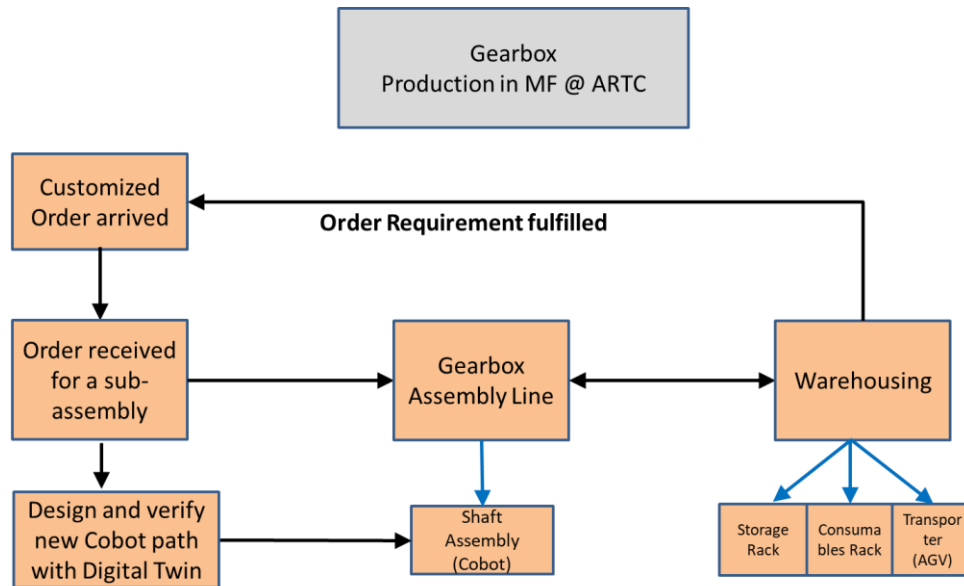 Gearbox
Production in MF @ ARTC
Customized
Order arrived
Order Requirement fulfilled
Order received
for a sub-
assembly
Gearbox
Assembly Line
Warehousing
Design and verify
new Cobot path
with Digital Twin
Shaft
Assembly
(Cobot)
Storage
Rack
Consuma
bles Rack
Transpor
ter
(AGV)